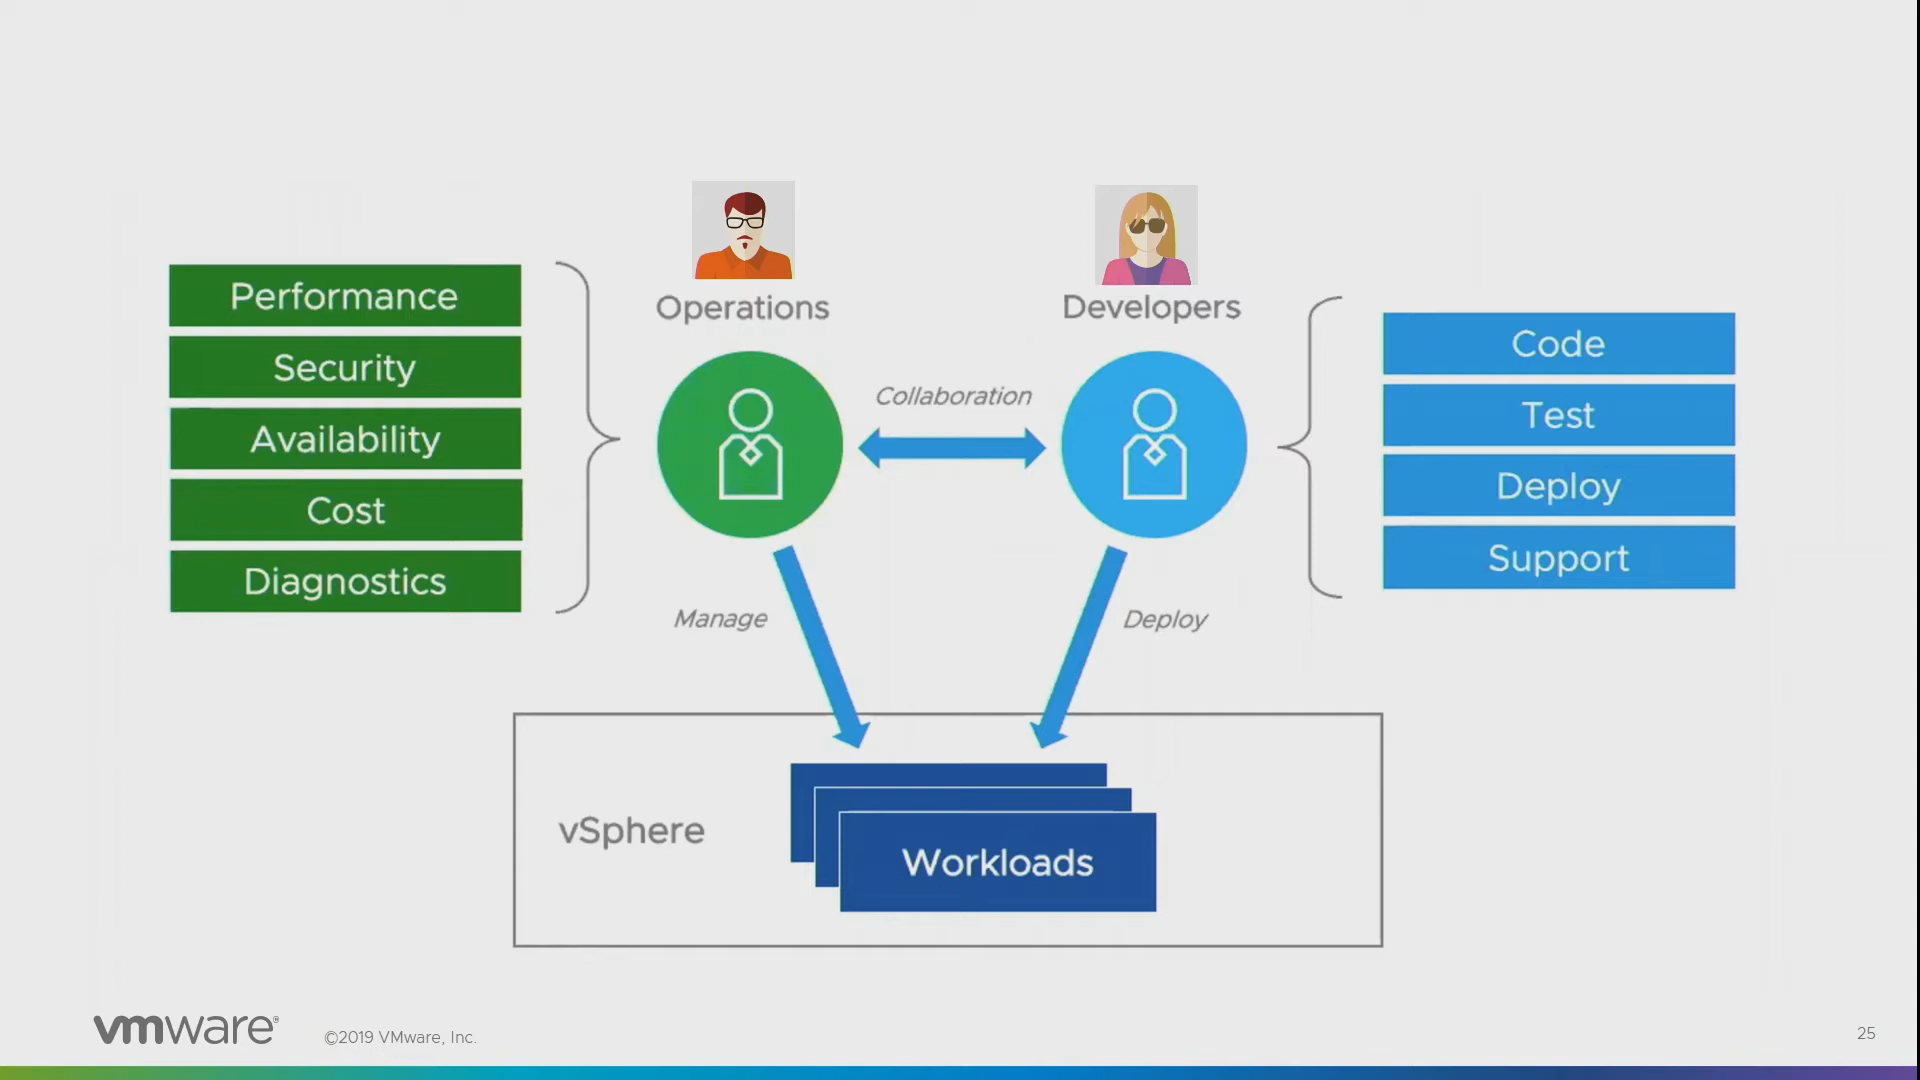 Operations
Developers
Performance
Security
Availability
Cost
Diagnostics
Collaboration
Code
Test
Deploy
Support
Manage
Deploy
vSphere
Workloads
vmware®
©2019 VMware, Inc.
25